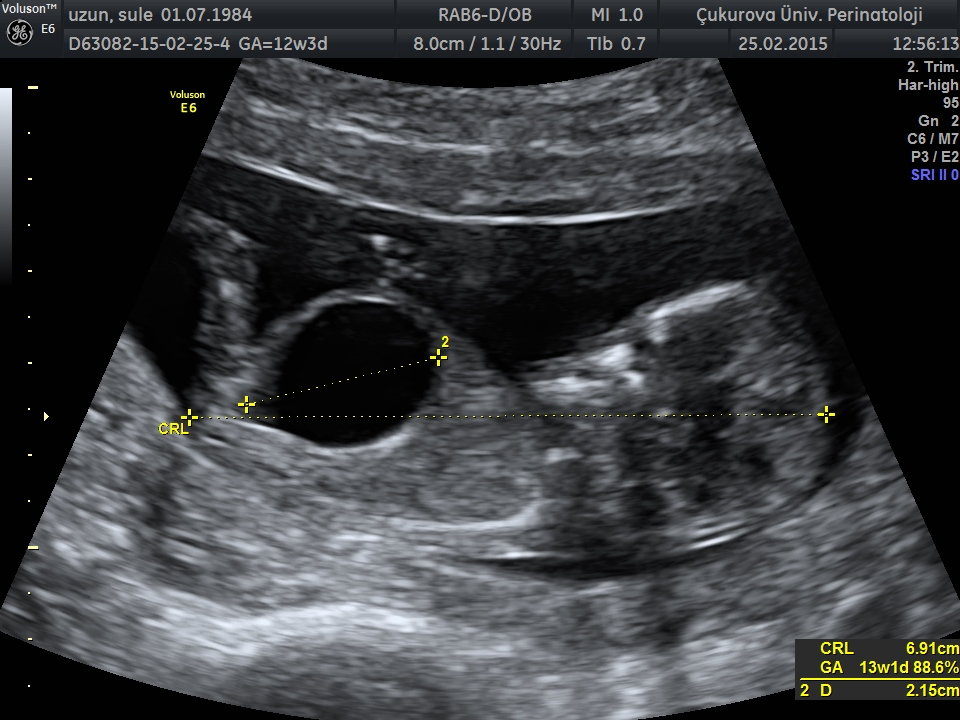 Voluson™
E6
uzun, sule 01.07.1984
RAB6-D/OB
MI 1.0
Çukurova Üniv. Perinatoloji
D63082-15-02-25-4 GA=12w3d
8.0cm / 1.1 / 30Hz
TIb 0.7
25.02.2015
12:56:13
Voluson
E6
2. Trim.
Har-high
95
Gn 2
C6 / M7
P3 / E2
SRI II 0
2
CRL
CRL 6.91cm
GA 13w1d 88.6%
2 D 2.15cm